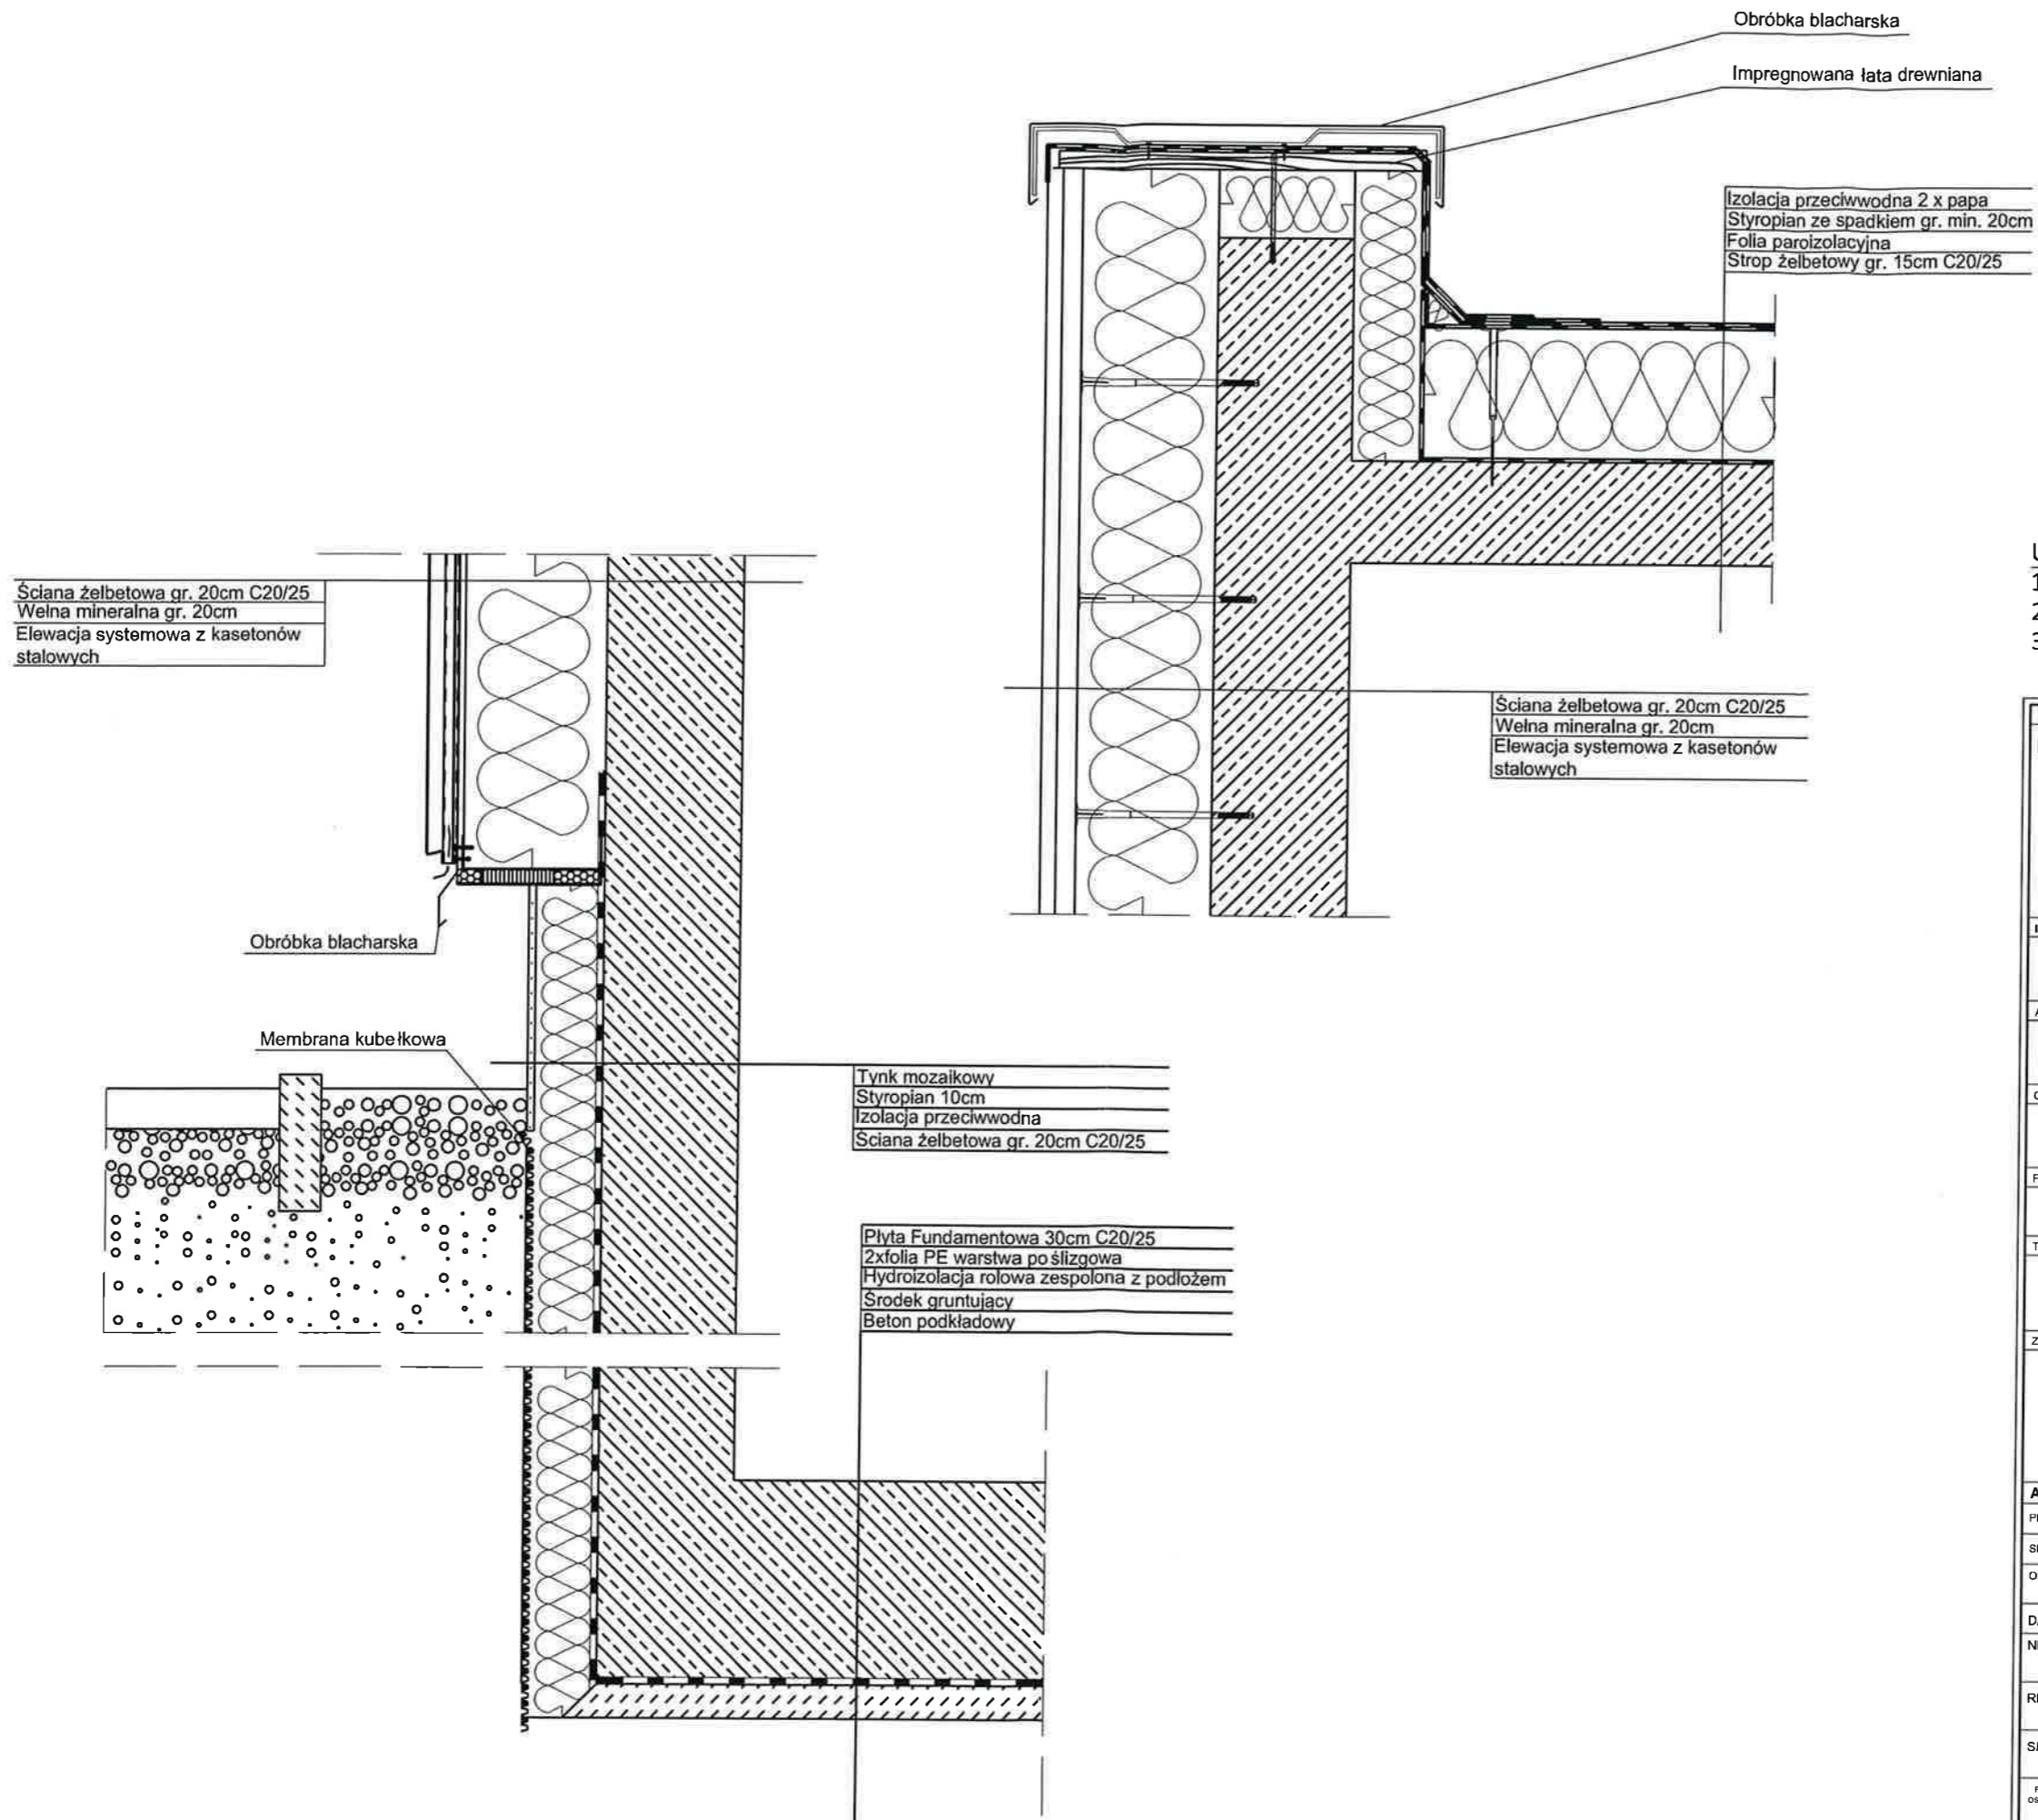 Obróbka blacharska
Impregnowana łata drewniana
Izolacja przeciwwodna 2 x papa
Styropian ze spadkiem gr. min. 20cm
Folia paroizolacyjna
Strop żelbetowy gr. 15cm C20/25
Ściana żelbetowa gr. 20cm C20/25
Wełna mineralna gr. 20cm
Elewacja systemowa z kasetonów
stalowych
Ściana żelbetowa gr. 20cm C20/25
Wełna mineralna gr. 20cm
Elewacja systemowa z kasetonów
stalowych
Obróbka blacharska
Membrana kubełkowa
Tynk mozaikowy
Styropian 10cm
Izolacja przeciwwodna
Ściana żelbetowa gr. 20cm C20/25
Płyta Fundamentowa 30cm C20/25
2xfolia PE warstwa poślizgowa
Hydroizolacja rolowa zespolona z podłożem
Środek gruntujący
Beton podkładowy